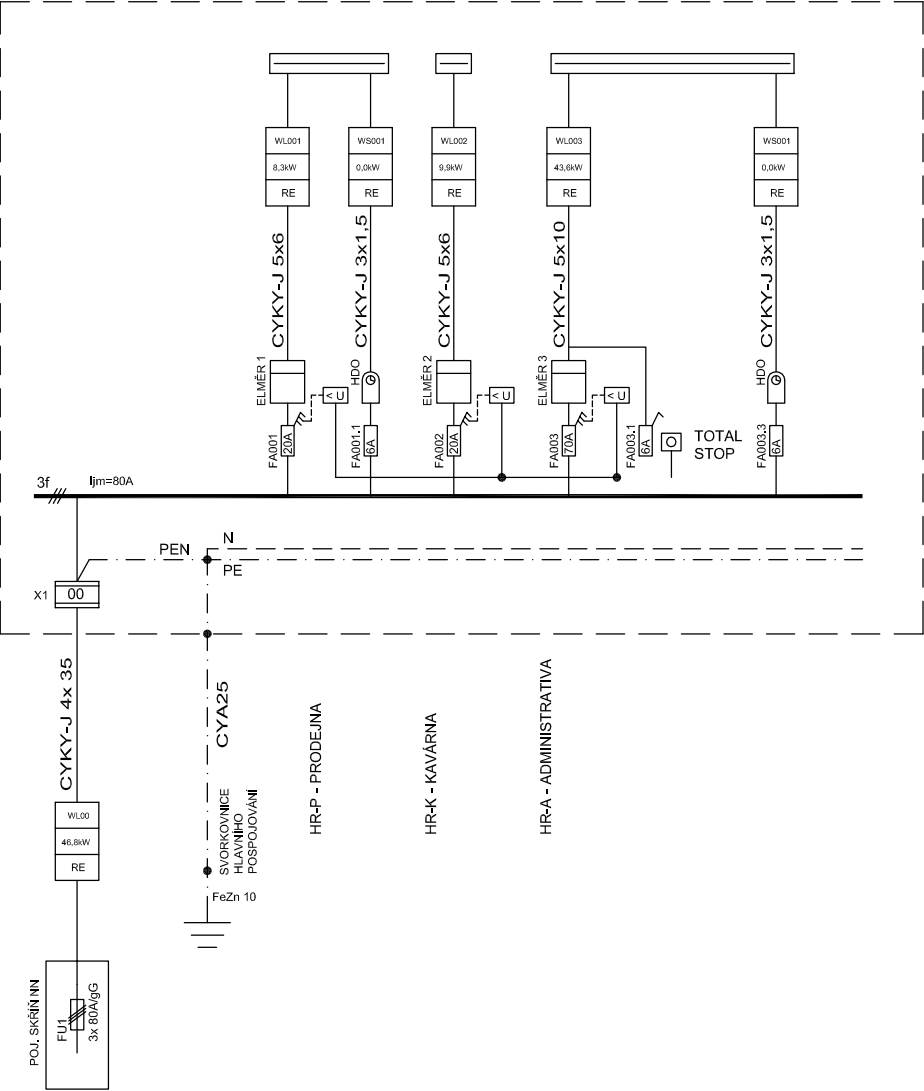 WL001
8,3kW
RE
WS001
0,0kW
RE
WL002
9,9kW
RE
WL003
43,6kW
RE
WS001
0,0kW
RE
CYKY-J 5x6
CYKY-J 3x1,5
CYKY-J 5x6
CYKY-J 5x10
CYKY-J 3x1,5
ELMĚR 1
HDO
ELMĚR 2
ELMĚR 3
HDO
< U
< U
< U
FA001
20A
FA001.1
6A
FA002
20A
FA003
70A
FA003.1
6A
TOTAL
STOP
FA003.3
6A
3f
Ijm=80A
N
PEN
PE
X1
00
CYKY-J 4x 35
CYA25
HR-P - PRODEJNA
HR-K - KAVÁRNA
HR-A - ADMINISTRATIVA
WL00
46,8kW
RE
SVORKOVNICE
HLAVNÍHO
POSPOJOVÁNÍ
FeZn 10
POJ. SKŘÍŇ NN
FU1
3x 80A/gG